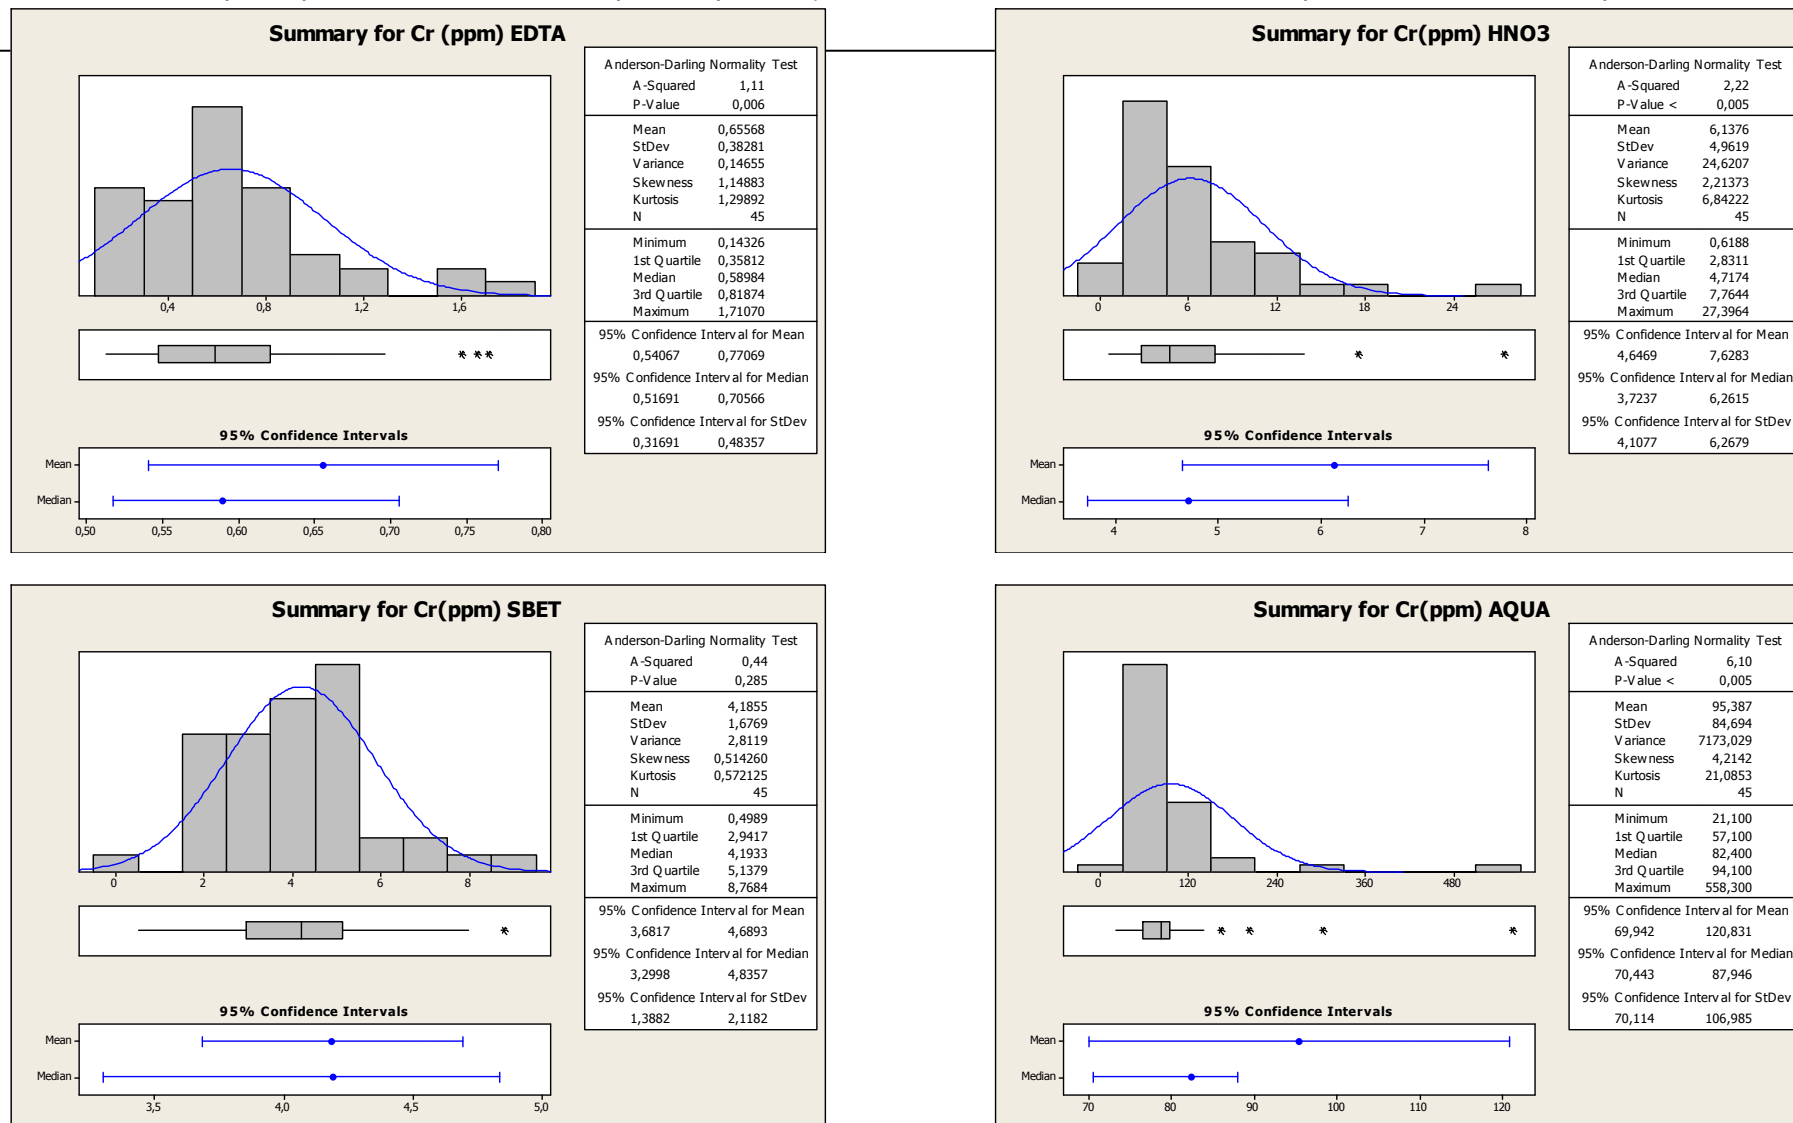 Summary for Cr (ppm) EDTA
Anderson-Darling Normality Test
A-Squared 1,11
P-Value 0,006
Mean 0,65568
StDev 0,38281
Variance 0,14655
Skewness 1,14883
Kurtosis 1,29892
N 45
Minimum 0,14326
1st Quartile 0,35812
Median 0,58984
3rd Quartile 0,81874
Maximum 1,71070
95% Confidence Interval for Mean
0,54067 0,77069
95% Confidence Interval for Median
0,51691 0,70566
95% Confidence Interval for StDev
0,31691 0,48357
0,4 0,8 1,2 1,6
95% Confidence Intervals
Mean
Median
0,50 0,55 0,60 0,65 0,70 0,75 0,80
Summary for Cr(ppm) HNO3
Anderson-Darling Normality Test
A-Squared 2,22
P-Value < 0,005
Mean 6,1376
StDev 4,9619
Variance 24,6207
Skewness 2,21373
Kurtosis 6,84222
N 45
Minimum 0,6188
1st Quartile 2,8311
Median 4,7174
3rd Quartile 7,7644
Maximum 27,3964
95% Confidence Interval for Mean
4,6469 7,6283
95% Confidence Interval for Median
3,7237 6,2615
95% Confidence Interval for StDev
4,1077 6,2679
0 6 12 18 24
95% Confidence Intervals
Mean
Median
4 5 6 7 8
Summary for Cr(ppm) SBET
Anderson-Darling Normality Test
A-Squared 0,44
P-Value 0,285
Mean 4,1855
StDev 1,6769
Variance 2,8119
Skewness 0,514260
Kurtosis 0,572125
N 45
Minimum 0,4989
1st Quartile 2,9417
Median 4,1933
3rd Quartile 5,1379
Maximum 8,7684
95% Confidence Interval for Mean
3,6817 4,6893
95% Confidence Interval for Median
3,2998 4,8357
95% Confidence Interval for StDev
1,3882 2,1182
0 2 4 6 8
95% Confidence Intervals
Mean
Median
3,5 4,0 4,5 5,0
Summary for Cr(ppm) AQUA
Anderson-Darling Normality Test
A-Squared 6,10
P-Value < 0,005
Mean 95,387
StDev 84,694
Variance 7173,029
Skewness 4,2142
Kurtosis 21,0853
N 45
Minimum 21,100
1st Quartile 57,100
Median 82,400
3rd Quartile 94,100
Maximum 558,300
95% Confidence Interval for Mean
69,942 120,831
95% Confidence Interval for Median
70,443 87,946
95% Confidence Interval for StDev
70,114 106,985
0 120 240 360 480
95% Confidence Intervals
Mean
Median
70 80 90 100 110 120